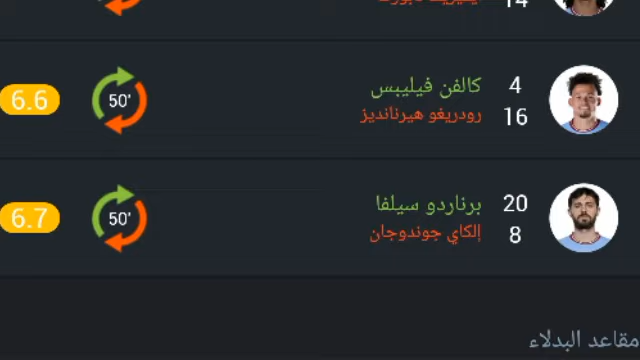 14
كالفن فيليبس 4
رودريغو هيرنانديز 16
50'
6.6
برناردو سيلفا 20
إلكاي جوندوجان 8
50'
6.7
مقاعد البدلاء